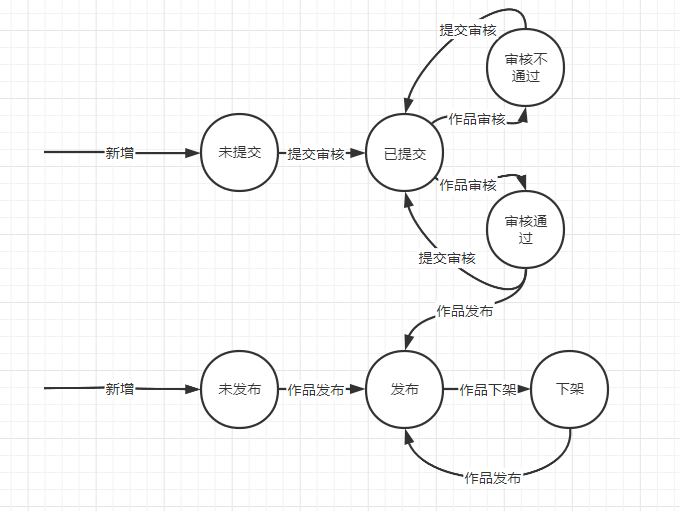 提交审核
审核不
通过
作品审核
新增
未提交
提交审核
已提交
作品审核
审核通
过
提交审核
作品发布
新增
未发布
作品发布
发布
作品下架
下架
作品发布